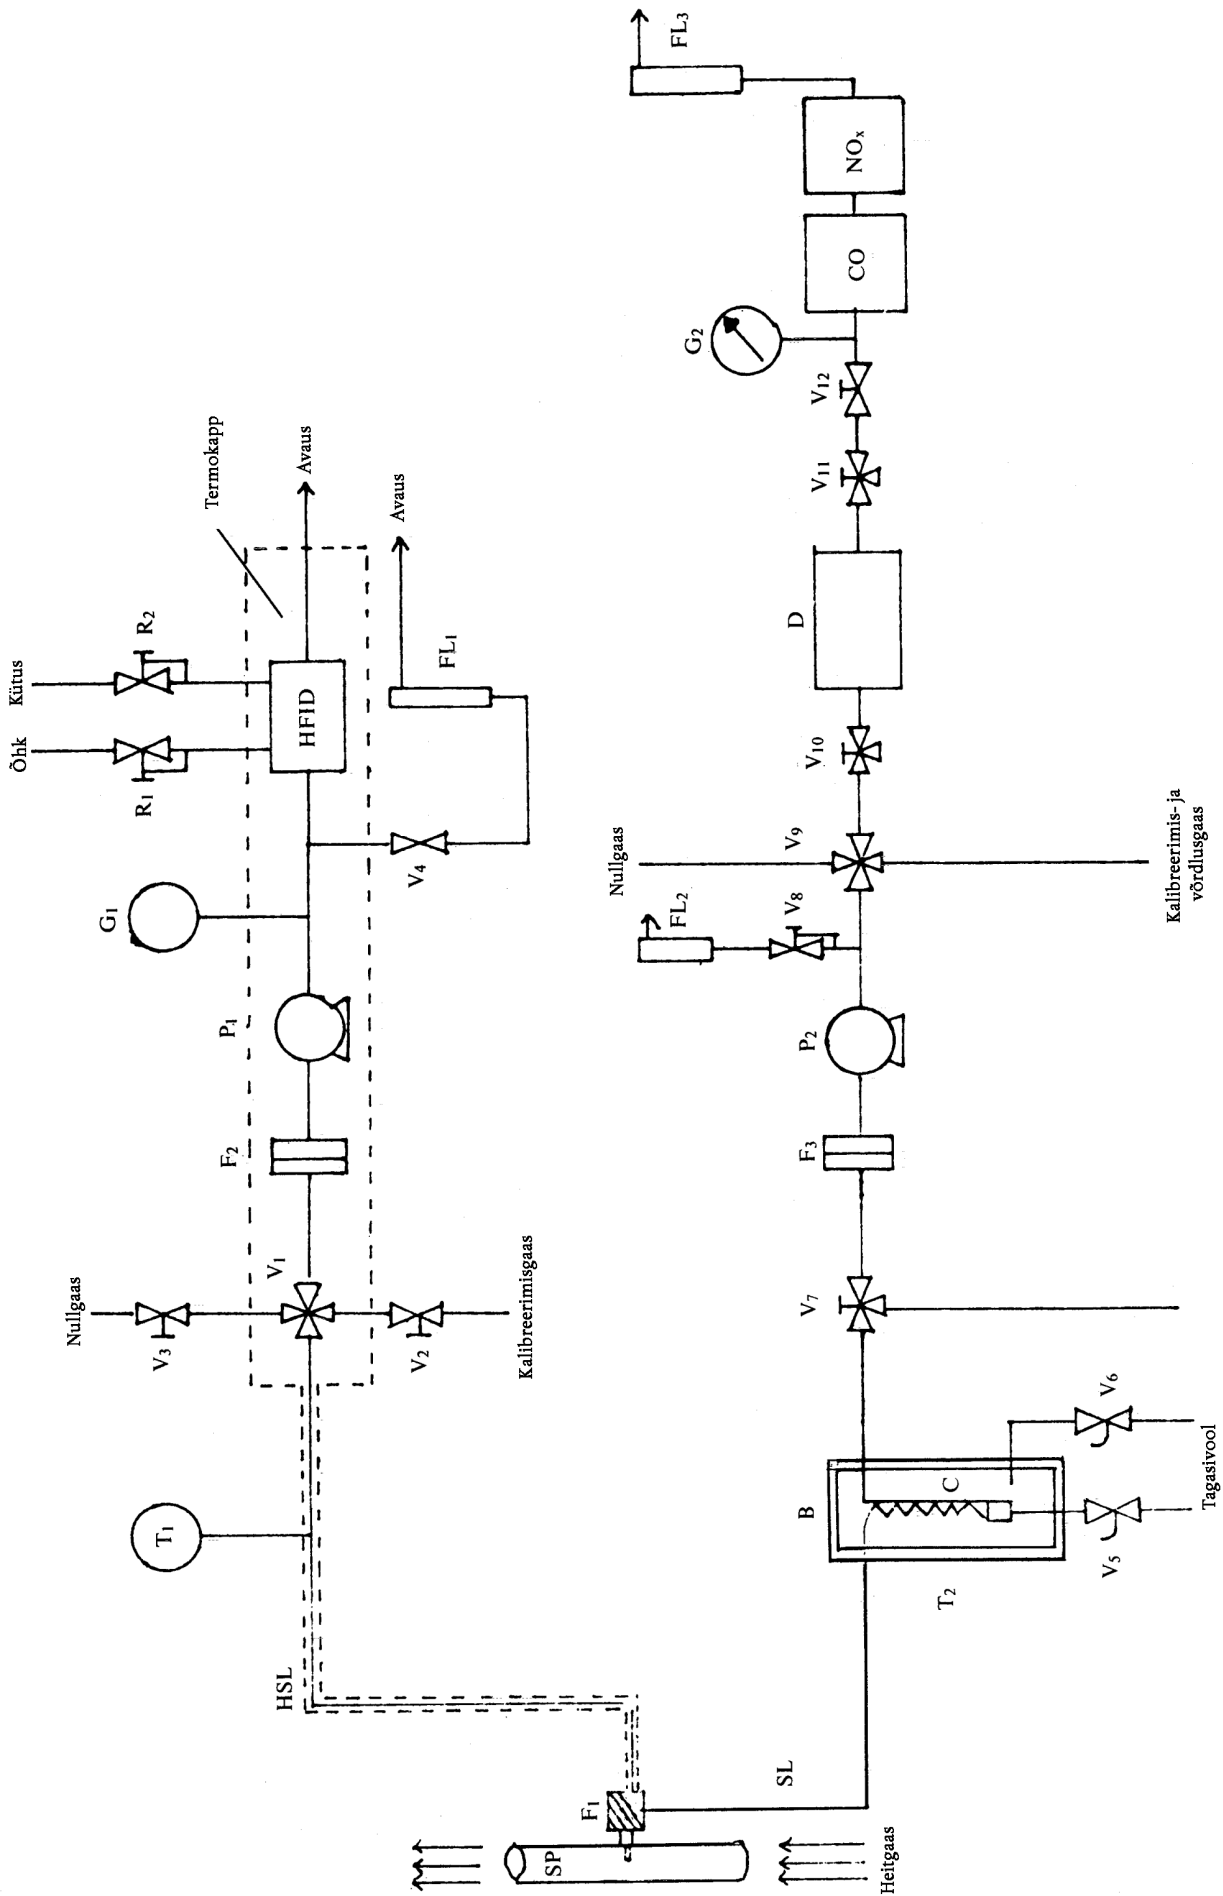 Heitgaas
SP
F₁
SL
HSL
T₁
Nullgaas
V₃
V₁
V₂
Kalibreerimisgaas
F₂
P₁
G₁
V₄
Õhk
Kütus
R₁
R₂
HFID
FL₁
Termokapp
Avaus
Avaus
T₂
B
C
V₅
V₆
Tagasivool
V₇
F₃
P₂
FL₂
V₈
Nullgaas
V₉
Kalibreerimis- ja
võrdlusgaas
V₁₀
D
V₁₁
V₁₂
G₂
CO
NOₓ
FL₃